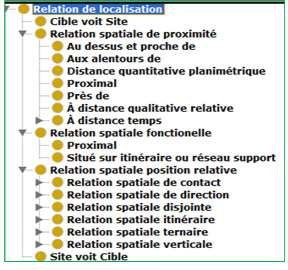 Relation de localisation
Cible voit Site
Relation spatiale de proximité
Au dessus et proche de
Aux alentours de
Distance quantitative planimétrique
Proximal
Près de
À distance qualitative relative
À distance temps
Relation spatiale fonctionelle
Proximal
Situé sur itinéraire ou réseau support
Relation spatiale position relative
Relation spatiale de contact
Relation spatiale de direction
Relation spatiale disjointe
Relation spatiale itinéraire
Relation spatiale ternaire
Relation spatiale verticale
Site voit Cible